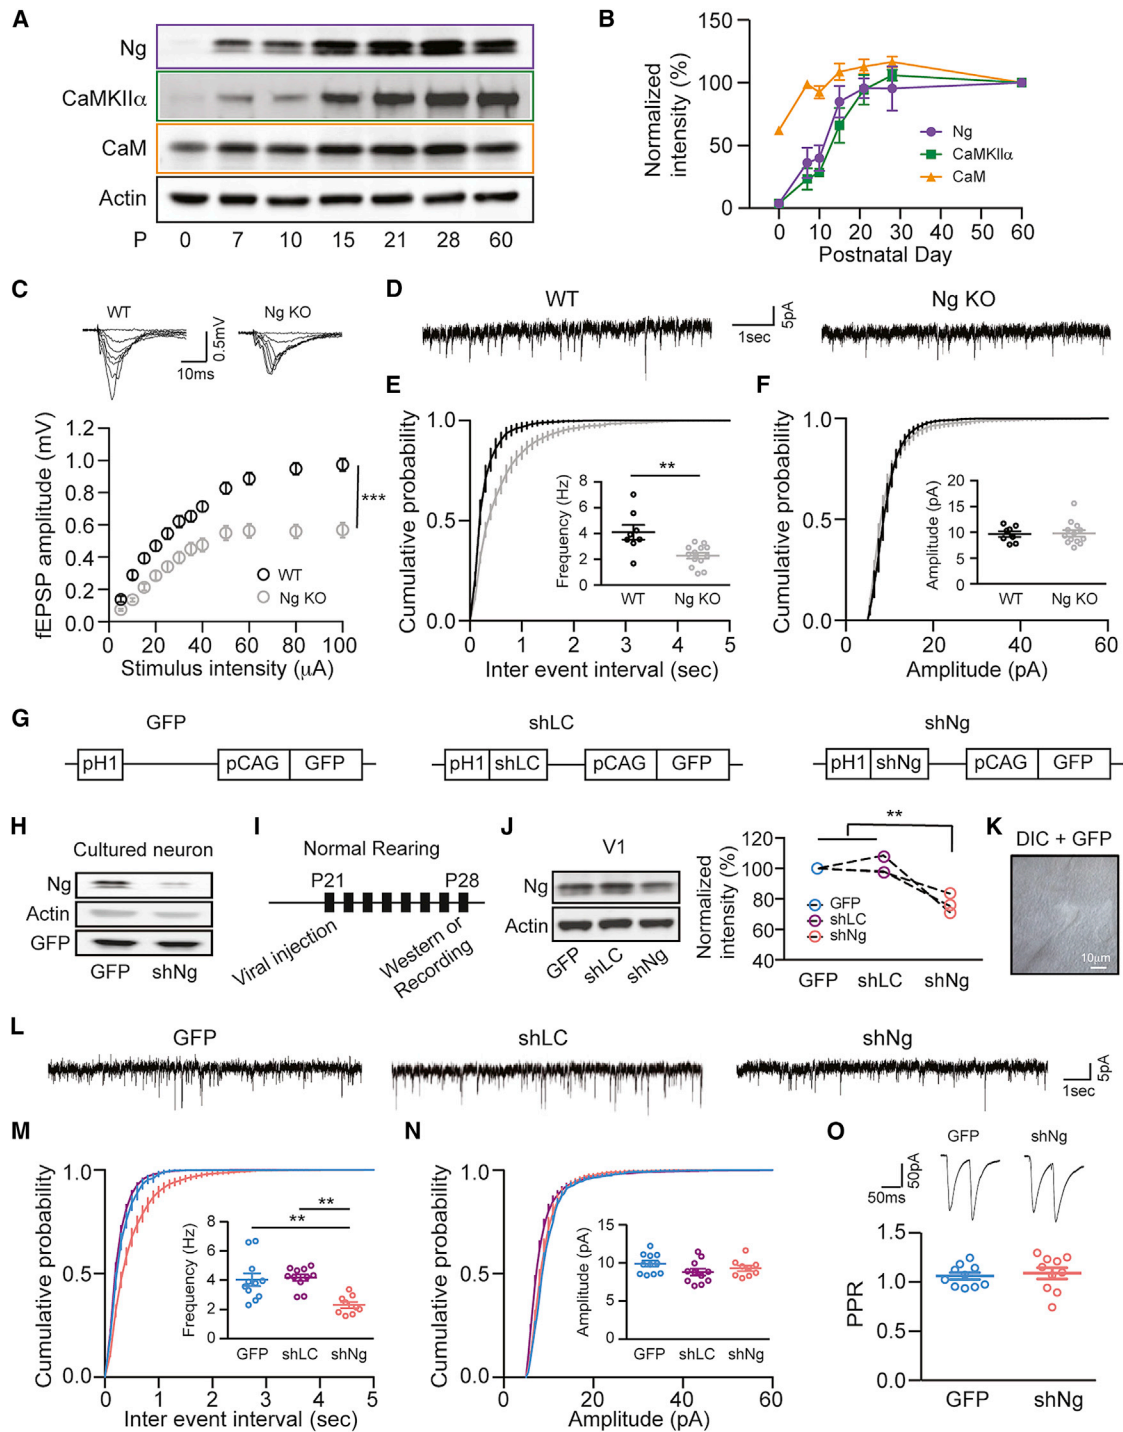 A
Ng
CaMKIIα
CaM
Actin
P 0 7 10 15 21 28 60
B
Normalized
intensity (%)
150
100
50
0
Ng
CaMKIIα
CaM
0 10 20 30 40 50 60
Postnatal Day
C
WT
Ng KO
0.5mV
10ms
fEPSP amplitude (mV)
1.2
1.0
0.8
0.6
0.4
0.2
0.0
***
WT
Ng KO
0 20 40 60 80 100
Stimulus intensity (μA)
D
WT
Ng KO
5pA
1sec
E
Cumulative probability
1.0
0.5
0.0
Frequency (Hz)
8
6
4
2
0
**
WT Ng KO
0 1 2 3 4 5
Inter event interval (sec)
F
Cumulative probability
1.0
0.5
0.0
Amplitude (pA)
20
15
10
5
0
WT Ng KO
0 20 40 60
Amplitude (pA)
G
GFP
pH1 pCAG GFP
shLC
pH1 shLC pCAG GFP
shNg
pH1 shNg pCAG GFP
H
Cultured neuron
Ng
Actin
GFP
GFP shNg
I
Normal Rearing
P21 P28
Viral injection
Western or
Recording
J
V1
Ng
Actin
GFP shLC shNg
Normalized
intensity (%)
120
100
80
60
40
**
GFP
shLC
shNg
GFP shLC shNg
K
DIC + GFP
10μm
L
GFP
shLC
shNg
5pA
1sec
M
Cumulative probability
1.0
0.5
0.0
Frequency (Hz)
8
6
4
2
0
**
**
GFP shLC shNg
0 1 2 3 4 5
Inter event interval (sec)
N
Cumulative probability
1.0
0.5
0.0
Amplitude (pA)
15
10
5
0
GFP shLC shNg
0 20 40 60
Amplitude (pA)
O
GFP
shNg
50pA
50ms
PPR
1.5
1.0
0.5
0.0
GFP shNg